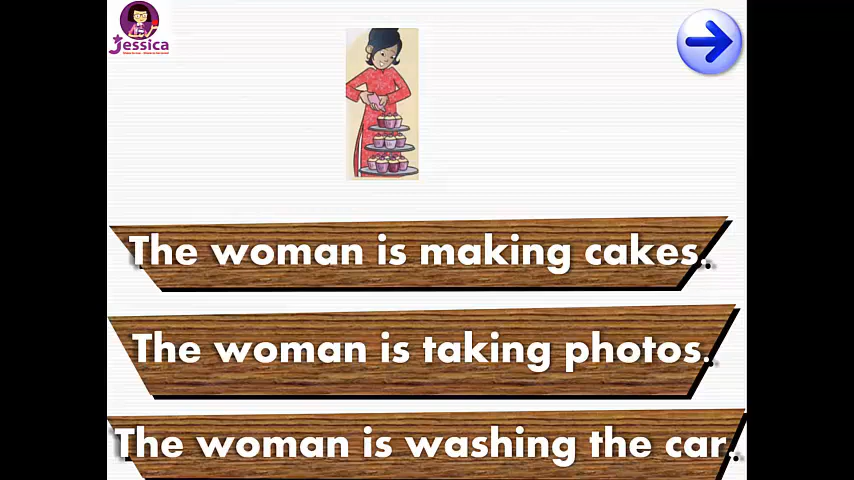 Jessica
The woman is making cakes.
The woman is taking photos.
The woman is washing the car.